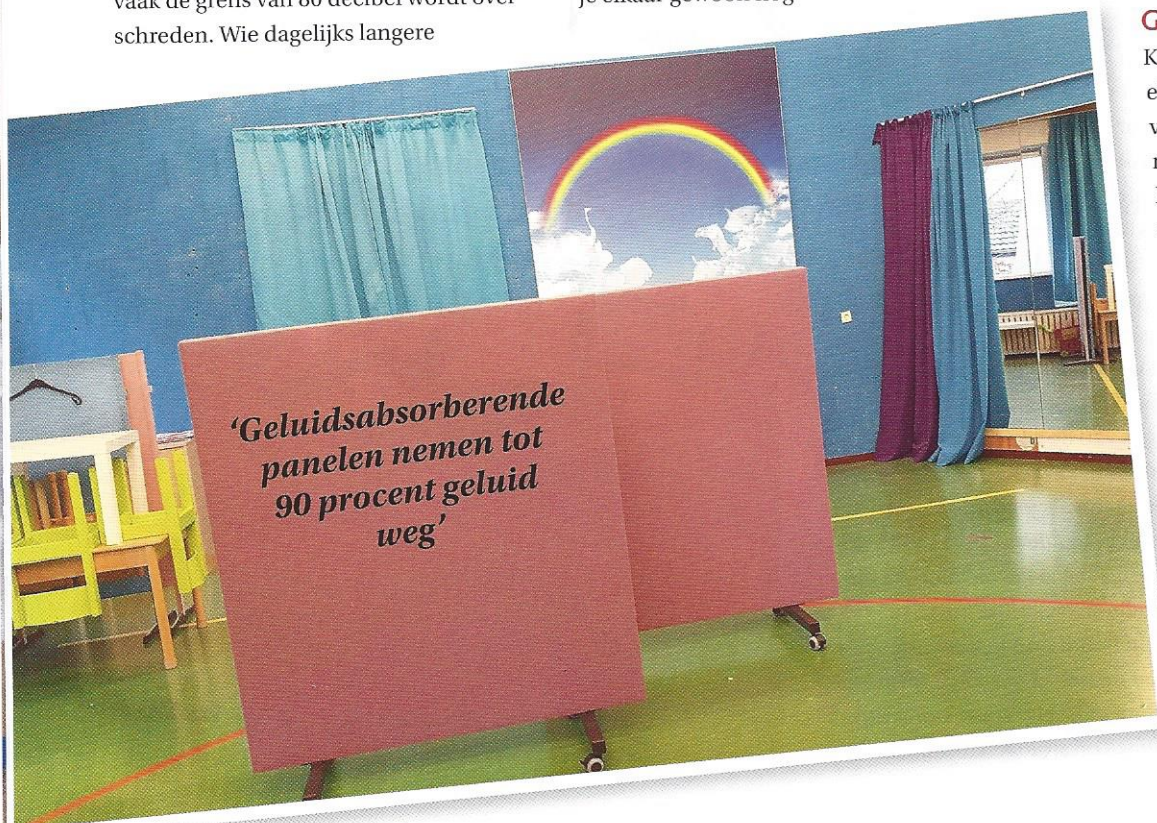 vaak de grens van 80 decibel wordt over-
schreden. Wie dagelijks langere
‘Geluidsabsorberende
panelen nemen tot
90 procent geluid
weg’